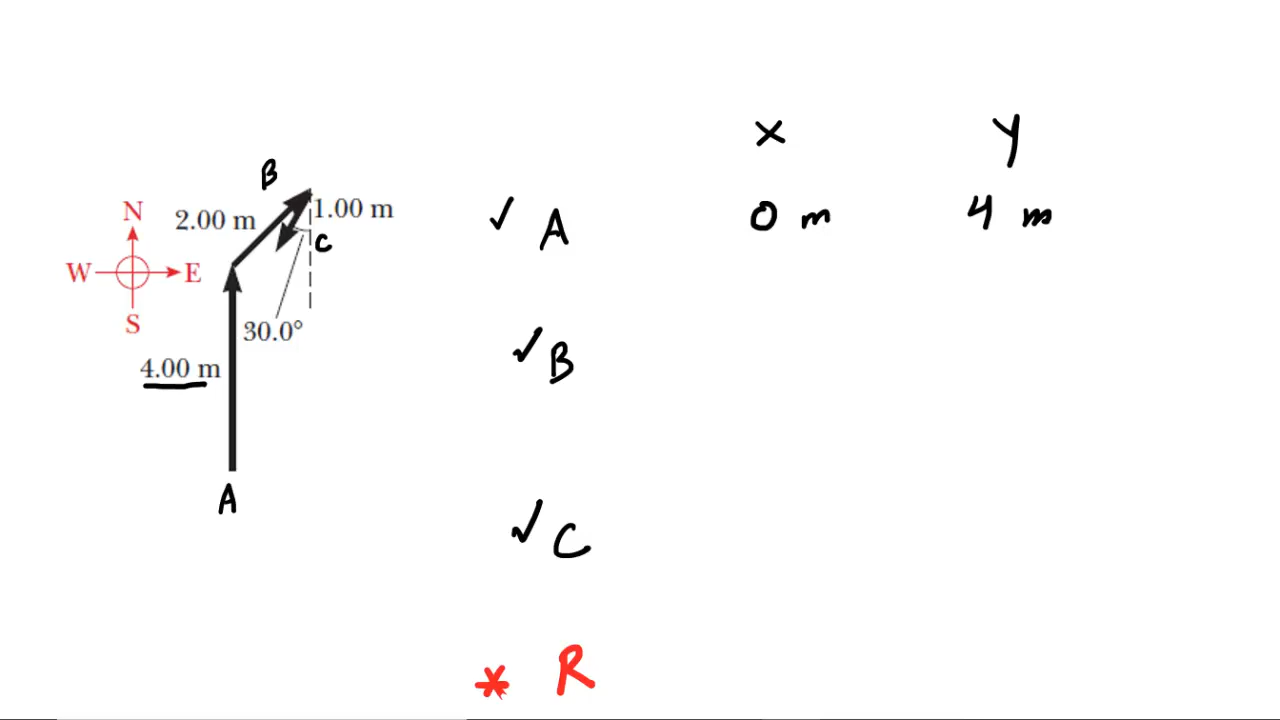 x y
B
2.00 m 1.00 m
N
W E
S
C
30.0°
4.00 m
A
✓ A 0 m 4 m
✓ B
✓ C
* R